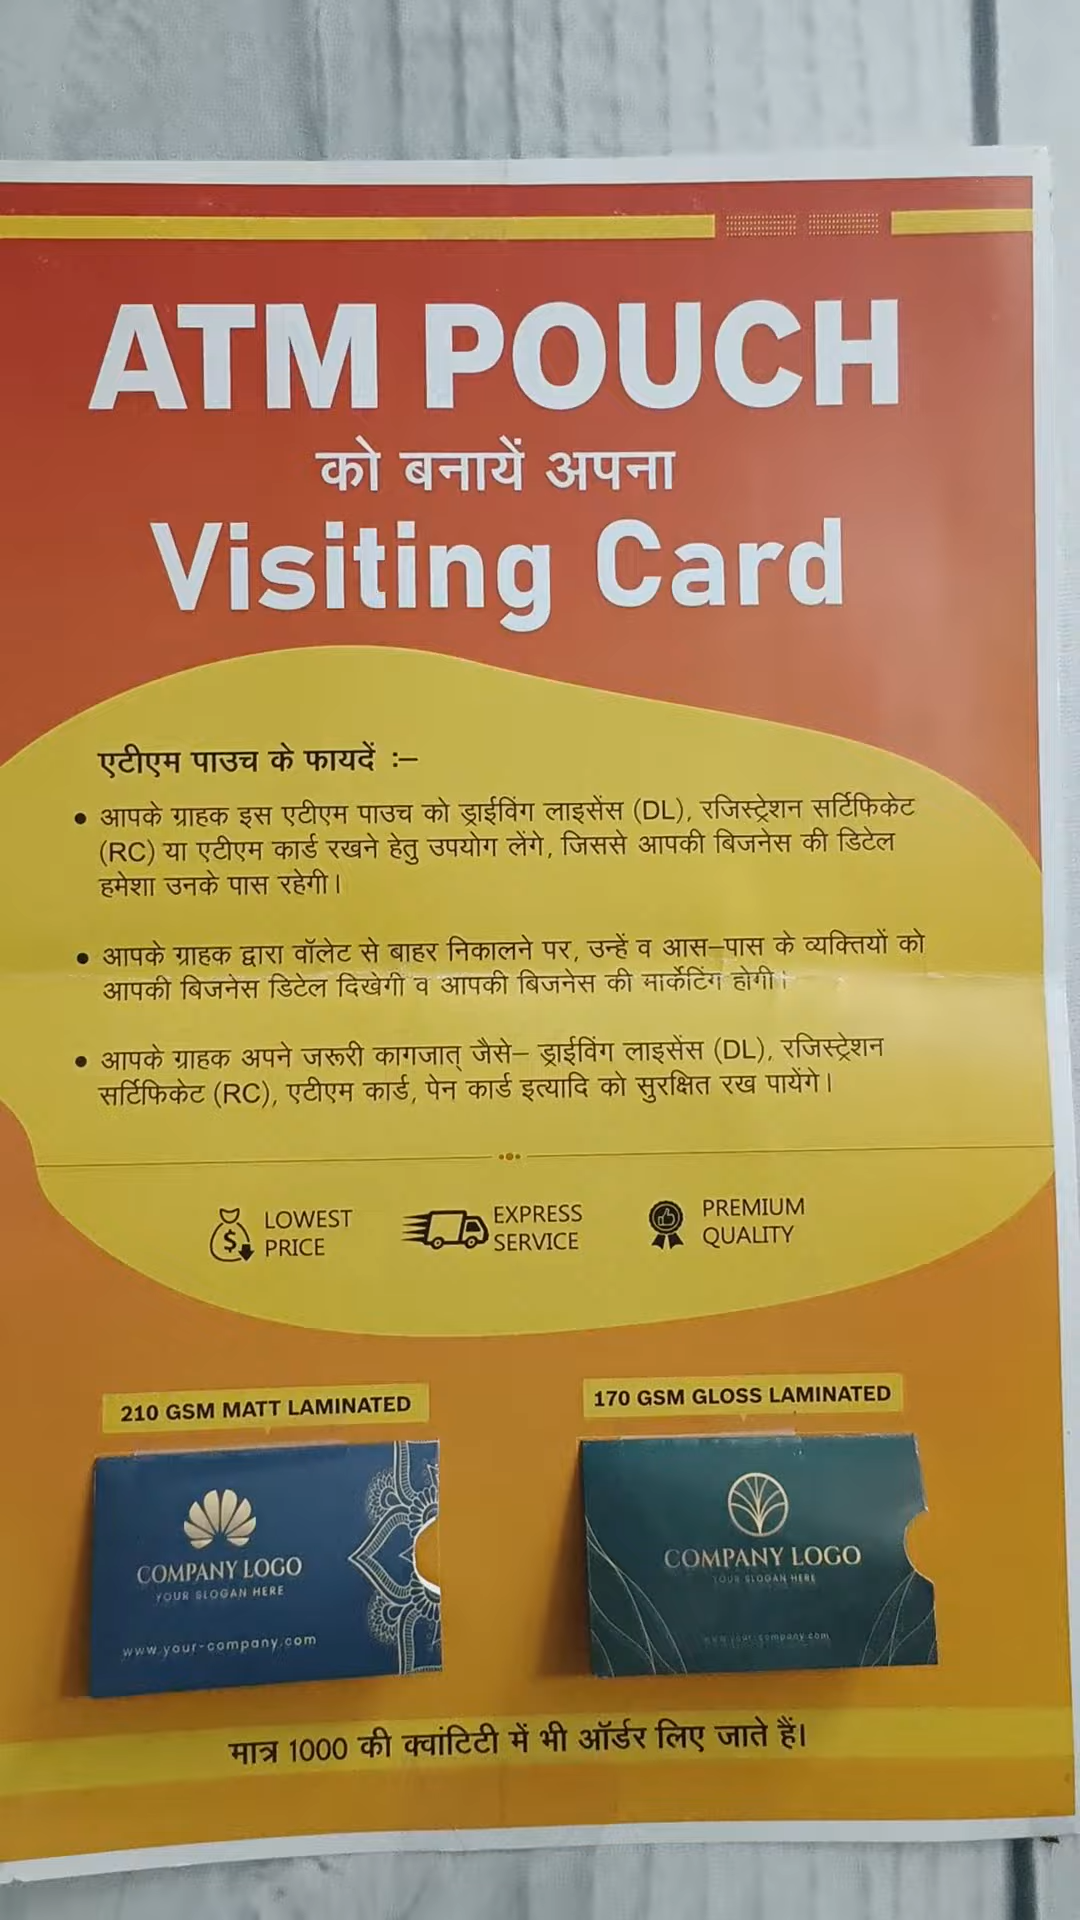 ATM POUCH
को बनायें अपना
Visiting Card
एटीएम पाउच के फायदें :–
• आपके ग्राहक इस एटीएम पाउच को ड्राईविंग लाइसेंस (DL), रजिस्ट्रेशन सर्टिफिकेट
(RC) या एटीएम कार्ड रखने हेतु उपयोग लेंगे, जिससे आपकी बिजनेस की डिटेल
हमेशा उनके पास रहेगी।
• आपके ग्राहक द्वारा वॉलेट से बाहर निकालने पर, उन्हें व आस–पास के व्यक्तियों को
आपकी बिजनेस डिटेल दिखेगी व आपकी बिजनेस की मार्केटिंग होगी।
• आपके ग्राहक अपने जरूरी कागजात् जैसे– ड्राईविंग लाइसेंस (DL), रजिस्ट्रेशन
सर्टिफिकेट (RC), एटीएम कार्ड, पेन कार्ड इत्यादि को सुरक्षित रख पायेंगे।
LOWEST
PRICE
EXPRESS
SERVICE
PREMIUM
QUALITY
210 GSM MATT LAMINATED
COMPANY LOGO
YOUR SLOGAN HERE
www.your-company.com
170 GSM GLOSS LAMINATED
COMPANY LOGO
YOUR SLOGAN HERE
www.your-company.com
मात्र 1000 की क्वांटिटी में भी ऑर्डर लिए जाते हैं।